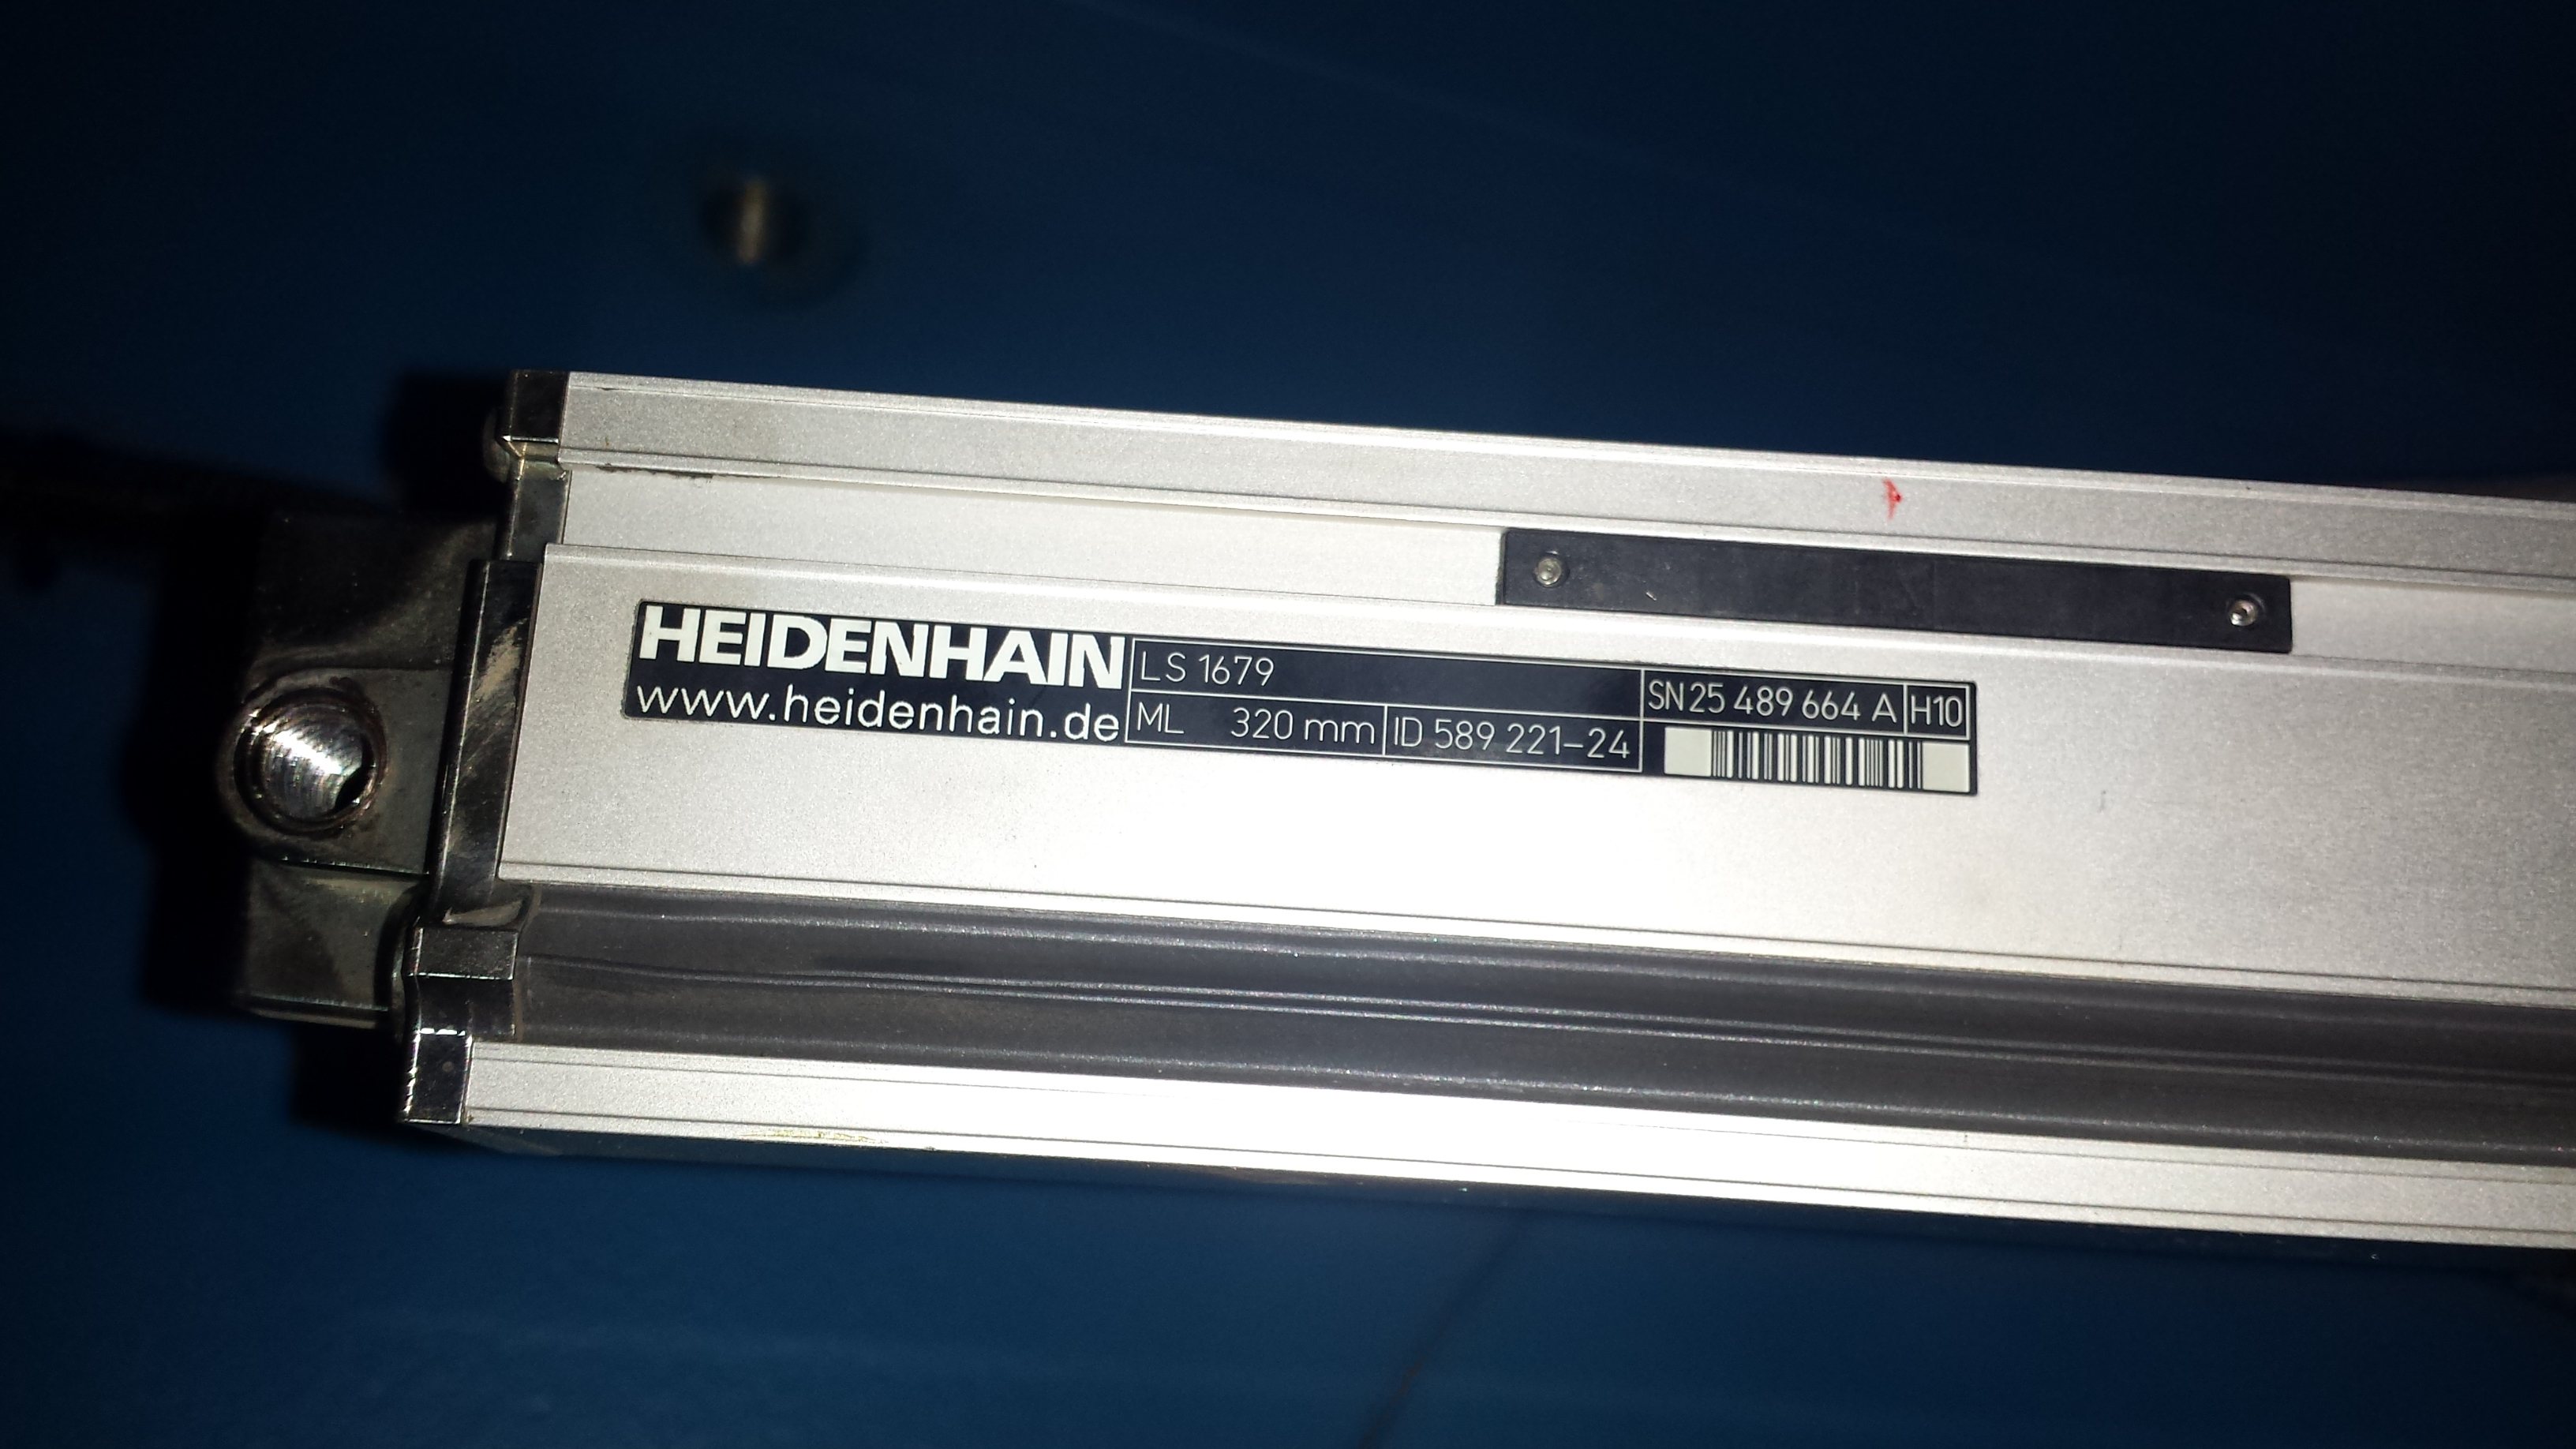 HEIDENHAIN
www.heidenhain.de
LS 1679
ML 320 mm
ID 589 221-24
SN 25 489 664 A
H10